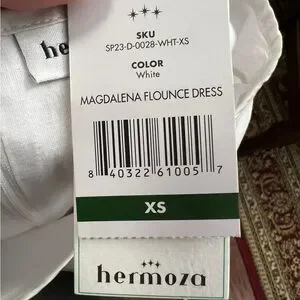 he
SKU
SP23-D-0028-WHT-XS
COLOR
White
MAGDALENA FLOUNCE DRESS
8 40322 61005 7
XS
hermoza